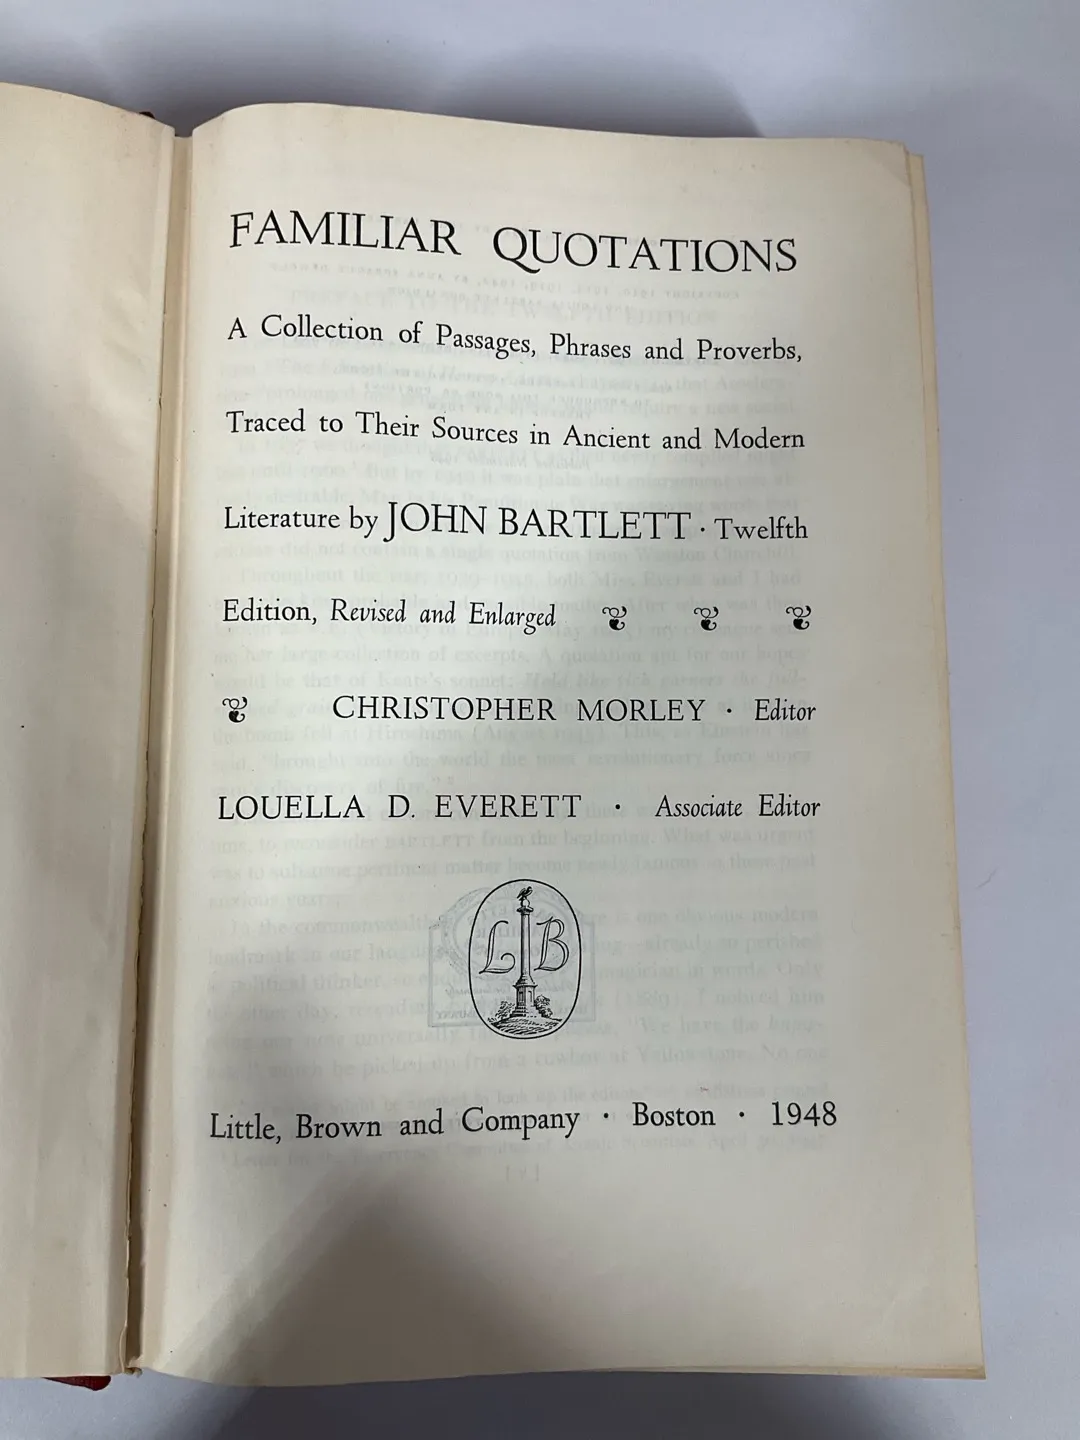 FAMILIAR QUOTATIONS
A Collection of Passages, Phrases and Proverbs,
Traced to Their Sources in Ancient and Modern
Literature by JOHN BARTLETT · Twelfth
Edition, Revised and Enlarged
CHRISTOPHER MORLEY · Editor
LOUELLA D. EVERETT · Associate Editor
L B
Little, Brown and Company · Boston · 1948